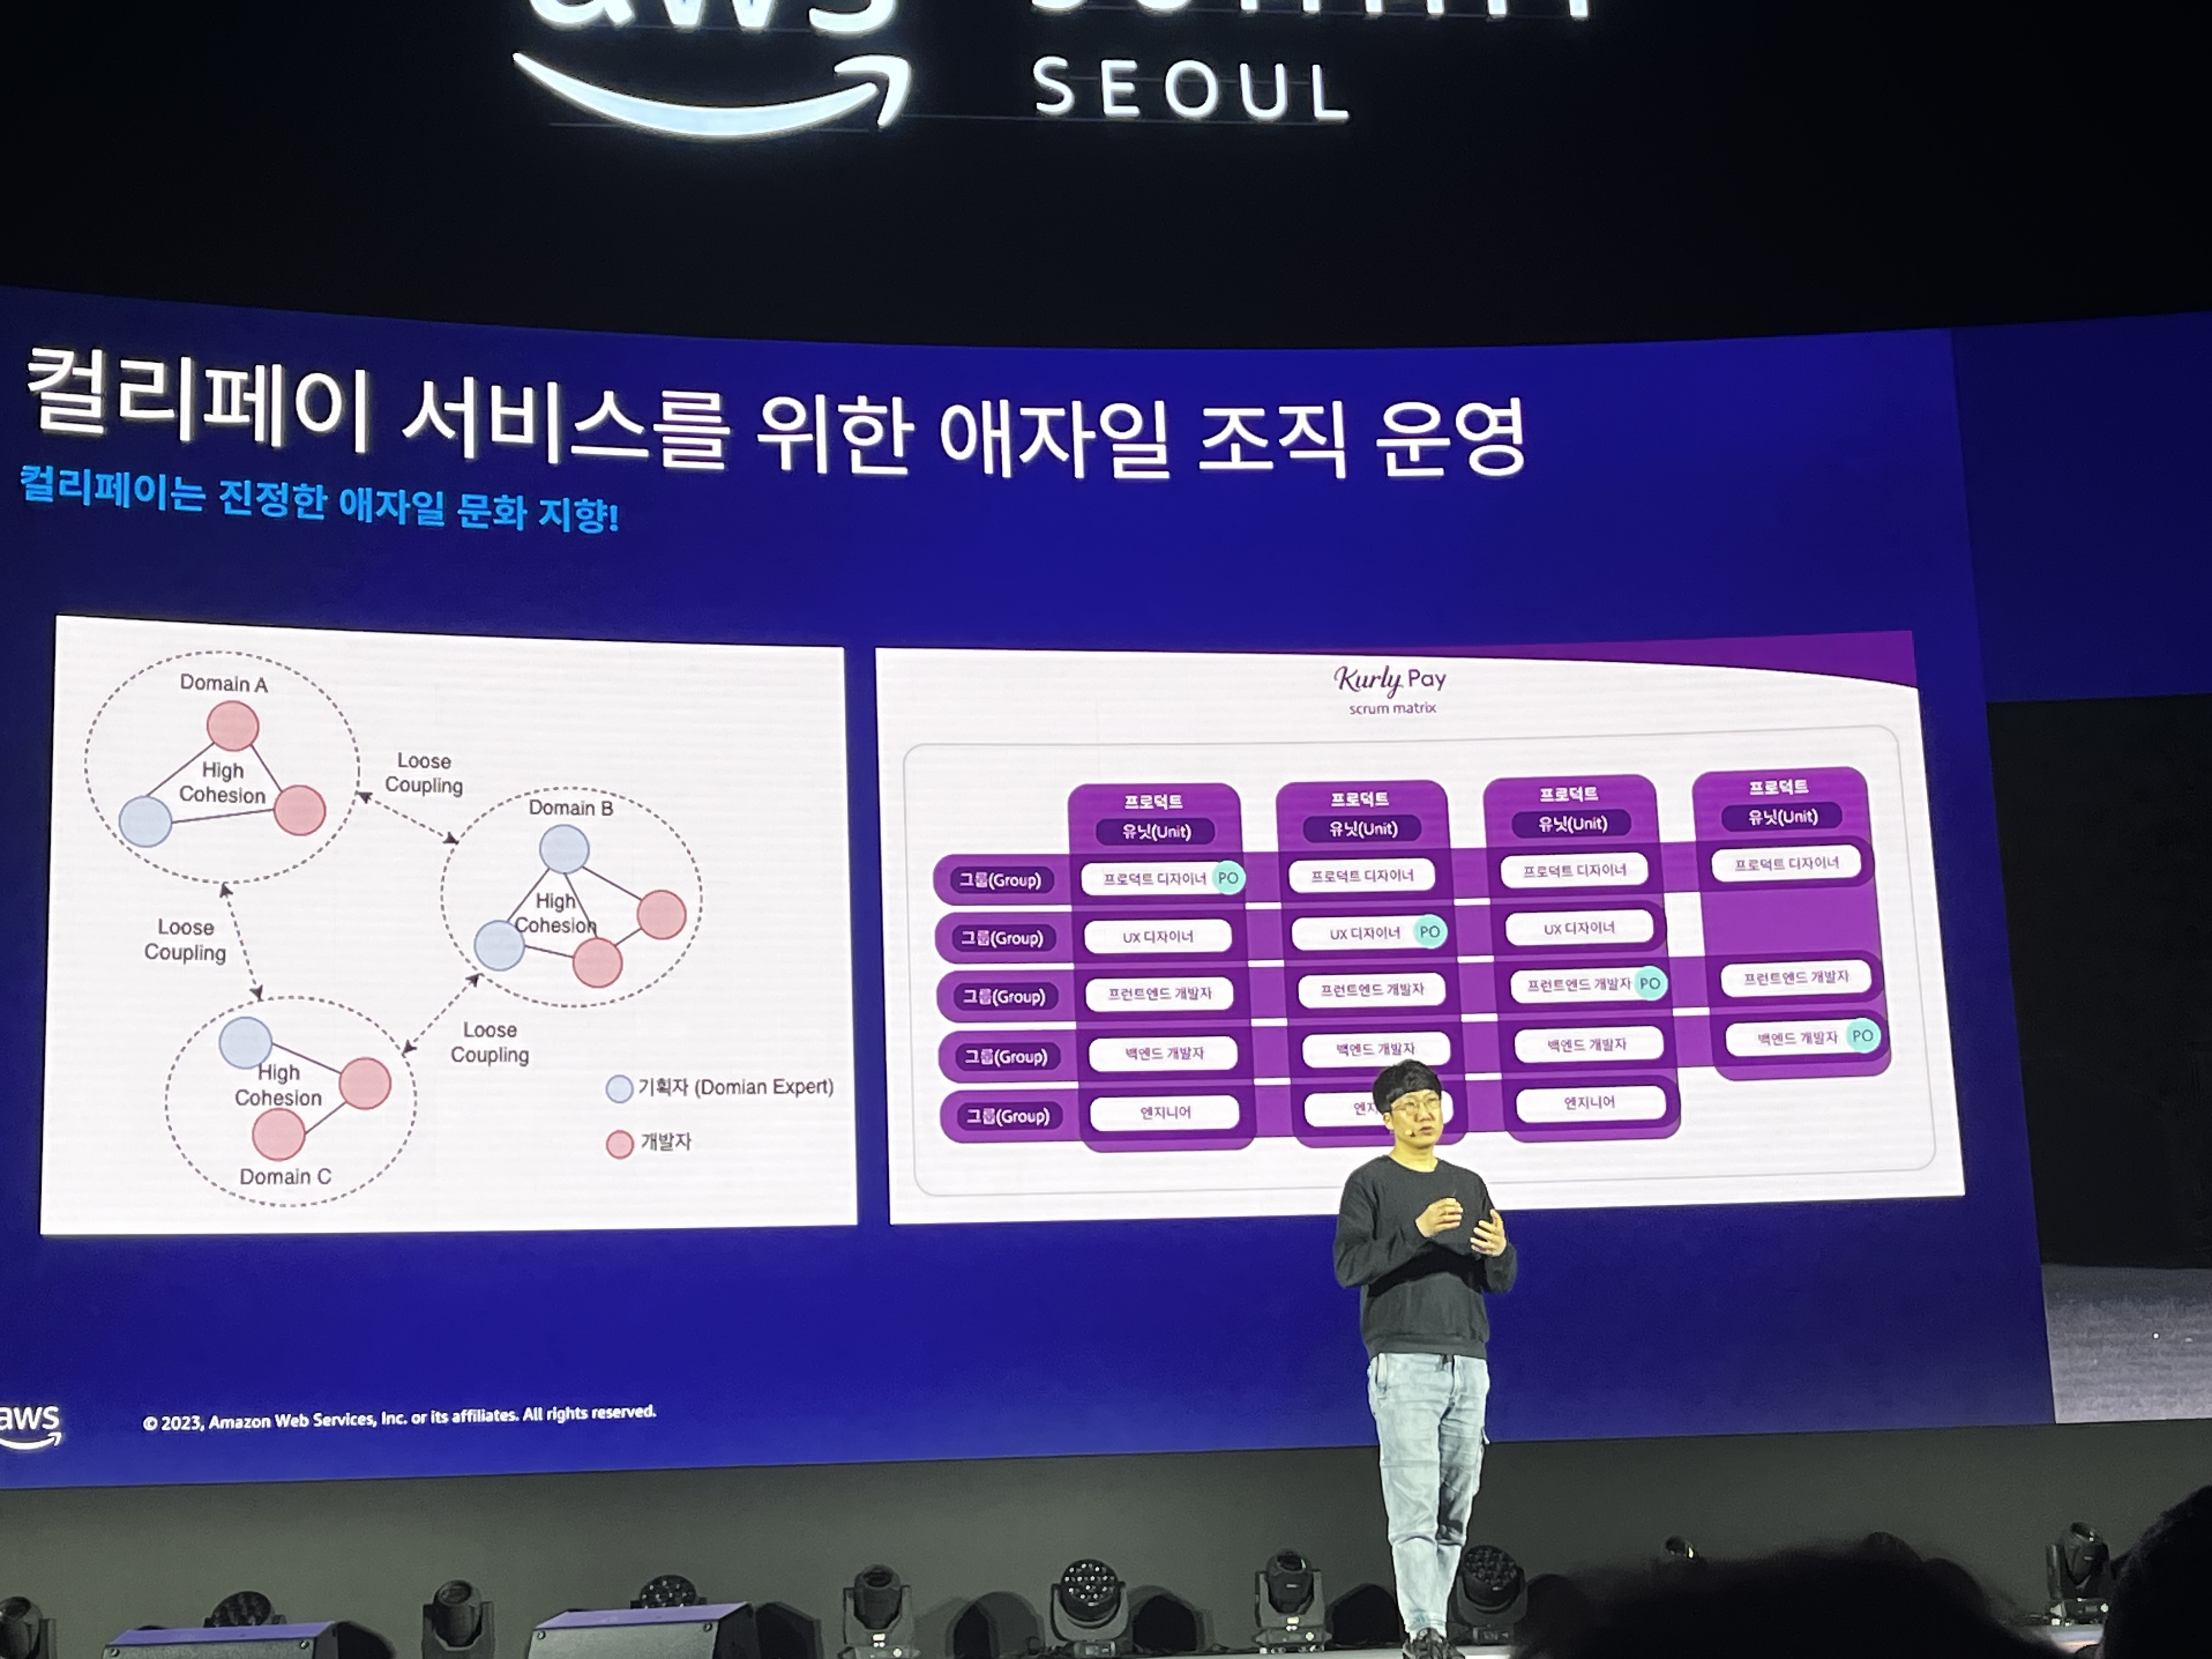 aws
SEOUL
컬리페이 서비스를 위한 애자일 조직 운영
컬리페이는 진정한 애자일 문화 지향!
Domain A
High
Cohesion
Loose
Coupling
Domain B
High
Cohesion
Loose
Coupling
High
Cohesion
Domain C
Loose
Coupling
기획자 (Domian Expert)
개발자
Kurly Pay
scrum matrix
프로덕트 프로덕트 프로덕트 프로덕트
유닛(Unit) 유닛(Unit) 유닛(Unit) 유닛(Unit)
그룹(Group) 프로덕트 디자이너 PO 프로덕트 디자이너 프로덕트 디자이너 프로덕트 디자이너
그룹(Group) UX 디자이너 UX 디자이너 PO UX 디자이너
그룹(Group) 프런트엔드 개발자 프런트엔드 개발자 프런트엔드 개발자 PO 프런트엔드 개발자
그룹(Group) 백엔드 개발자 백엔드 개발자 백엔드 개발자 백엔드 개발자 PO
그룹(Group) 엔지니어 엔지니어
aws
© 2023, Amazon Web Services, Inc. or its affiliates. All rights reserved.